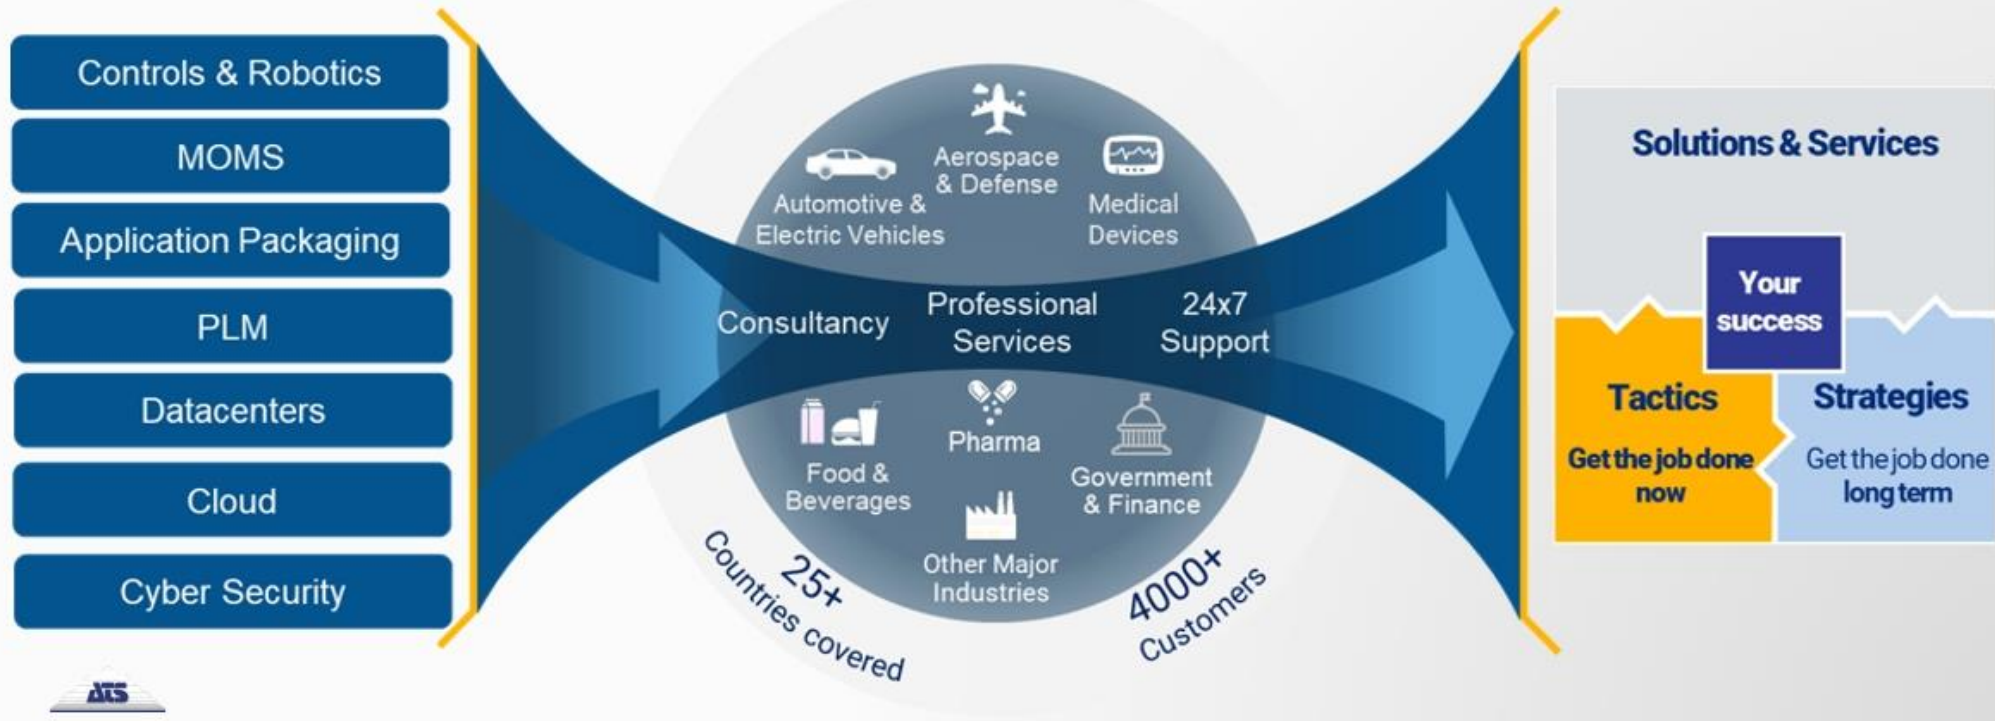 Controls & Robotics
MOMS
Application Packaging
PLM
Datacenters
Cloud
Cyber Security
Aerospace
& Defense
Automotive &
Electric Vehicles
Medical
Devices
Consultancy
Professional
Services
24x7
Support
Food &
Beverages
Pharma
Government
& Finance
Other Major
Industries
25+
Countries covered
4000+
Customers
Solutions & Services
Your
success
Tactics
Get the job done
now
Strategies
Get the job done
long term
ATS